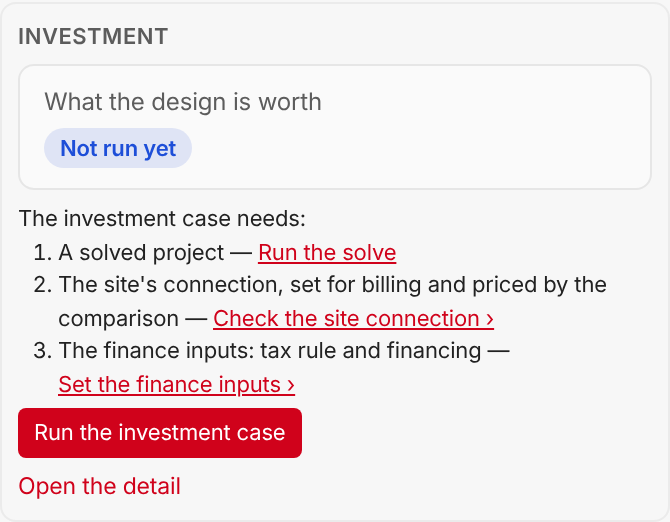 INVESTMENT
What the design is worth
Not run yet
The investment case needs:
1. A solved project — Run the solve
2. The site's connection, set for billing and priced by the
comparison — Check the site connection ›
3. The finance inputs: tax rule and financing —
Set the finance inputs ›
Run the investment case
Open the detail